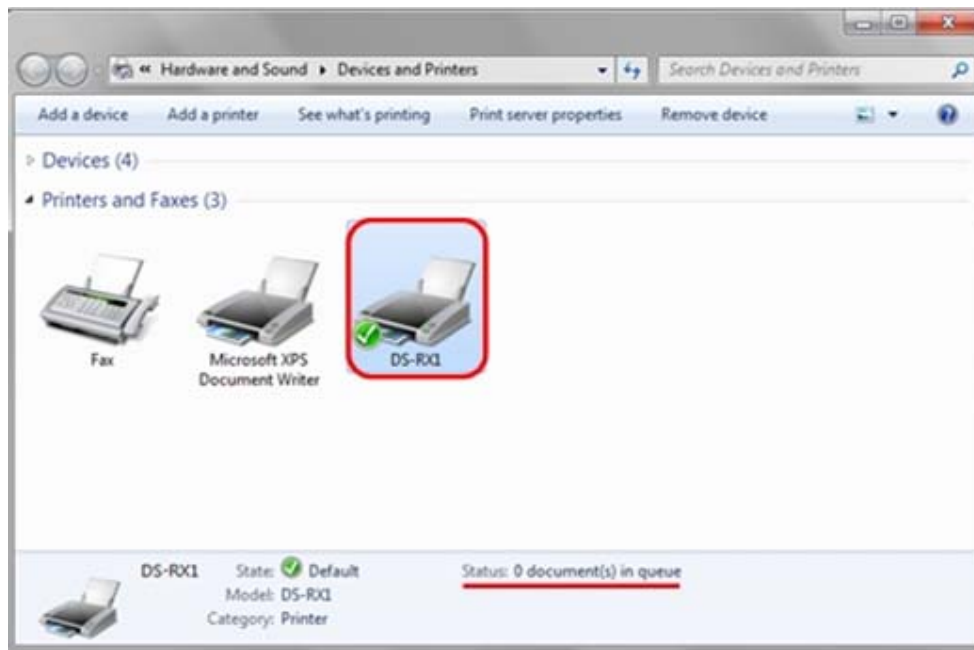 « Hardware and Sound ▸ Devices and Printers
Search Devices and Printers
Add a device Add a printer See what's printing Print server properties Remove device
Devices (4)
Printers and Faxes (3)
Fax
Microsoft XPS
Document Writer
DS-RX1
DS-RX1 State: Default Status: 0 document(s) in queue
Model: DS-RX1
Category: Printer